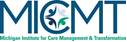 MICMT
Michigan Institute for Care Management & Transformation